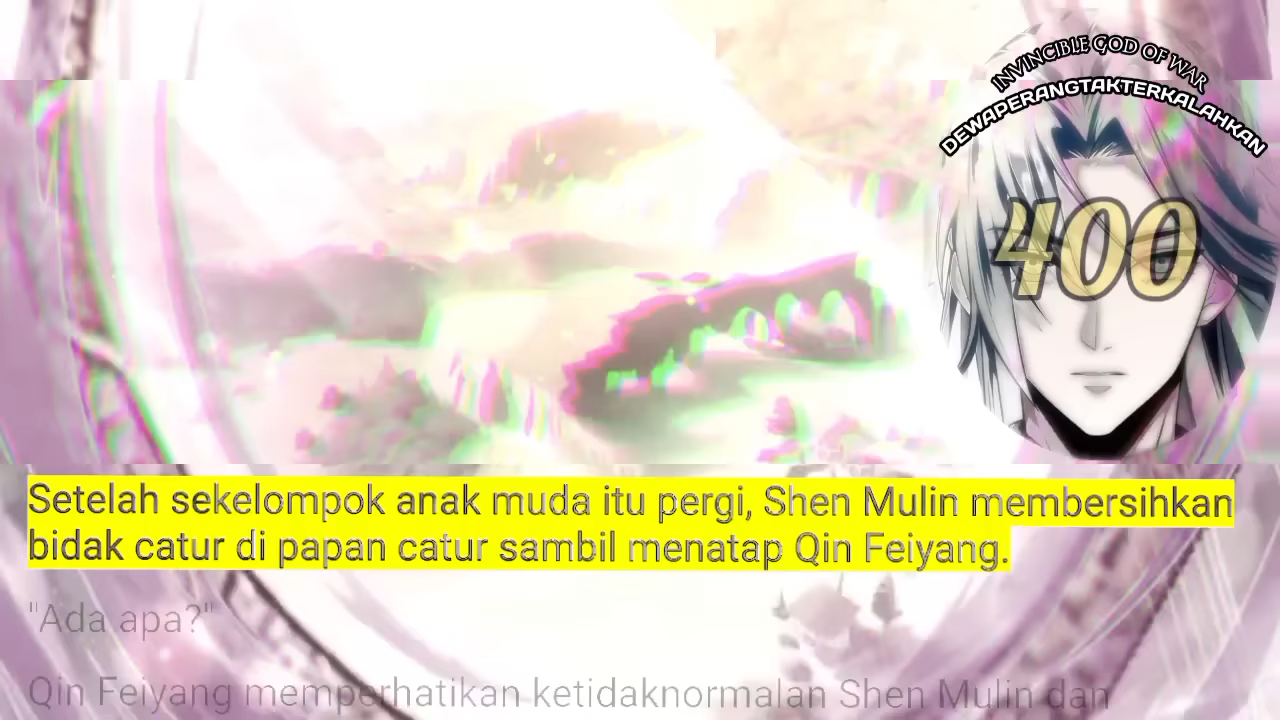 INVINCIBLE GOD OF WAR
DEWAPERANGTAKTERKALAHKAN
400
Setelah sekelompok anak muda itu pergi, Shen Mulin membersihkan
bidak catur di papan catur sambil menatap Qin Feiyang.
"Ada apa?"
Qin Feiyang memperhatikan ketidaknormalan Shen Mulin dan